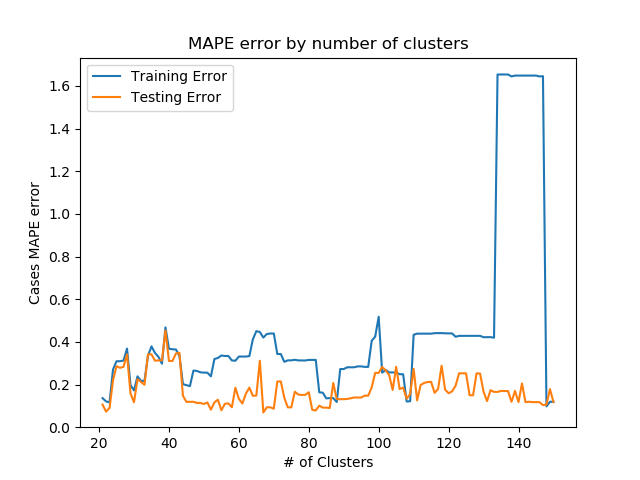 MAPE error by number of clusters
Training Error
Testing Error
1.6
1.4
1.2
1.0
0.8
0.6
0.4
0.2
0.0
Cases MAPE error
20 40 60 80 100 120 140
# of Clusters